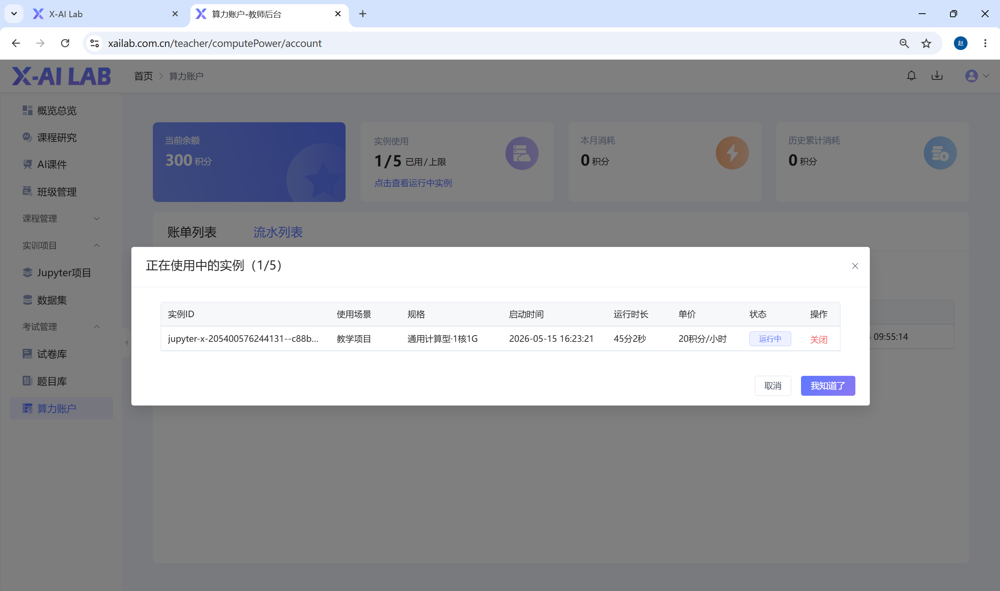 X-AI Lab
算力账户-教师后台
xailab.com.cn/teacher/computePower/account
赵
X-AI LAB
首页 > 算力账户
概览总览
课程研究
AI课件
班级管理
课程管理
实训项目
Jupyter项目
数据集
考试管理
试卷库
题目库
算力账户
当前余额
300 积分
实例使用
1/5 已用/上限
点击查看运行中实例
本月消耗
0 积分
历史累计消耗
0 积分
账单列表 流水列表
正在使用中的实例（1/5）
实例ID 使用场景 规格 启动时间 运行时长 单价 状态 操作
jupyter-x-205400576244131--c88b... 教学项目 通用计算型·1核1G 2026-05-15 16:23:21 45分2秒 20积分/小时 运行中 关闭
09:55:14
取消 我知道了